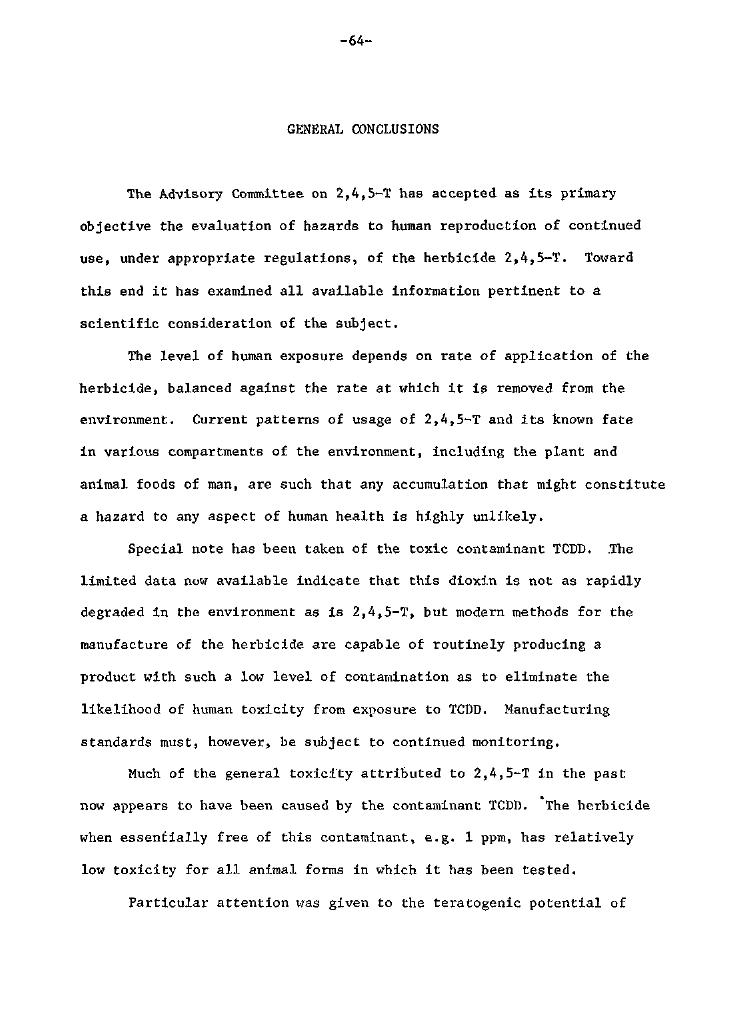 -64-
GENERAL CONCLUSIONS
The Advisory Committee on 2,4,5-T has accepted as its primary
objective the evaluation of hazards to human reproduction of continued
use, under appropriate regulations, of the herbicide 2,4,5-T. Toward
this end it has examined all available information pertinent to a
scientific consideration of the subject.
The level of human exposure depends on rate of application of the
herbicide, balanced against the rate at which it is removed from the
environment. Current patterns of usage of 2,4,5-T and its known fate
in various compartments of the environment, including the plant and
animal foods of man, are such that any accumulation that might constitute
a hazard to any aspect of human health is highly unlikely.
Special note has been taken of the toxic contaminant TCDD. The
limited data now available indicate that this dioxin is not as rapidly
degraded in the environment as is 2,4,5-T, but modern methods for the
manufacture of the herbicide are capable of routinely producing a
product with such a low level of contamination as to eliminate the
likelihood of human toxicity from exposure to TCDD. Manufacturing
standards must, however, be subject to continued monitoring.
Much of the general toxicity attributed to 2,4,5-T in the past
now appears to have been caused by the contaminant TCDD. The herbicide
when essentially free of this contaminant, e.g. 1 ppm, has relatively
low toxicity for all animal forms in which it has been tested.
Particular attention was given to the teratogenic potential of